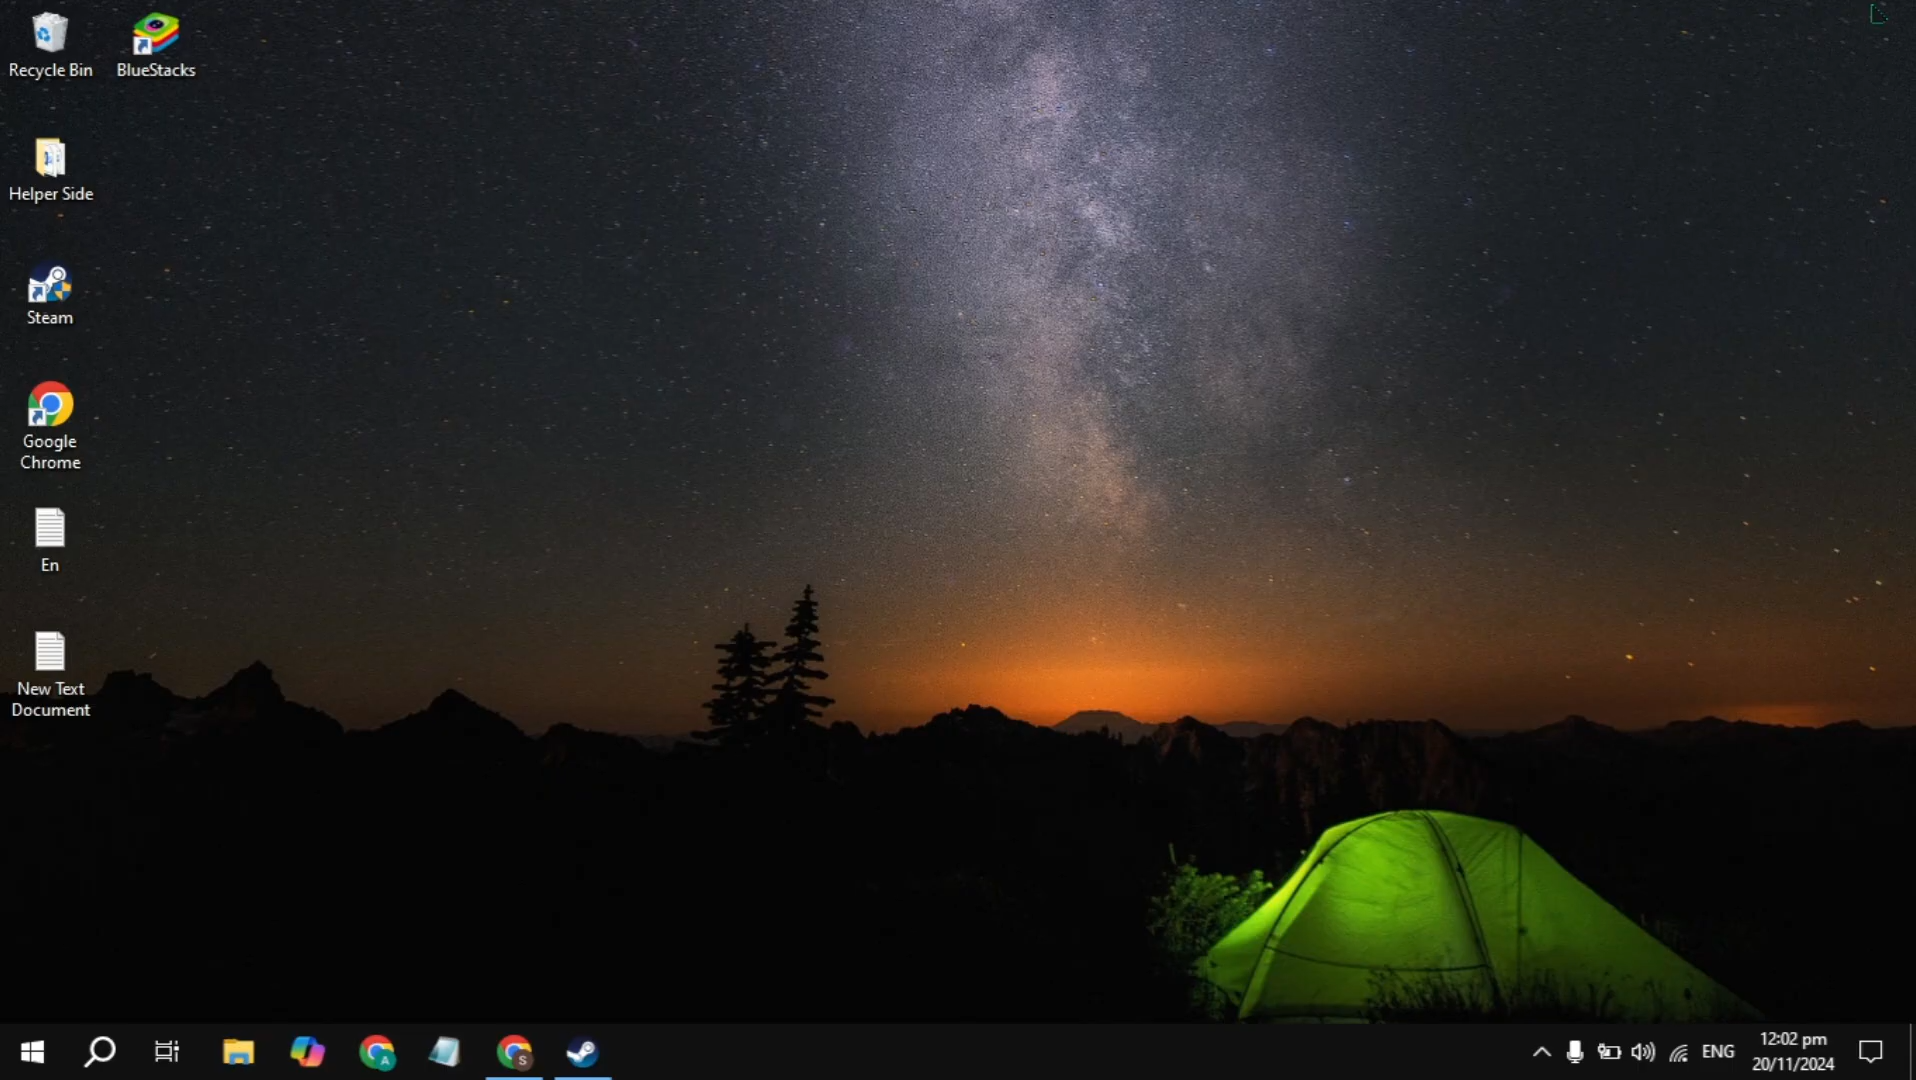 Recycle Bin
BlueStacks
Helper Side
Steam
Google
Chrome
En
New Text
Document
A
S
ENG
12:02 pm
20/11/2024